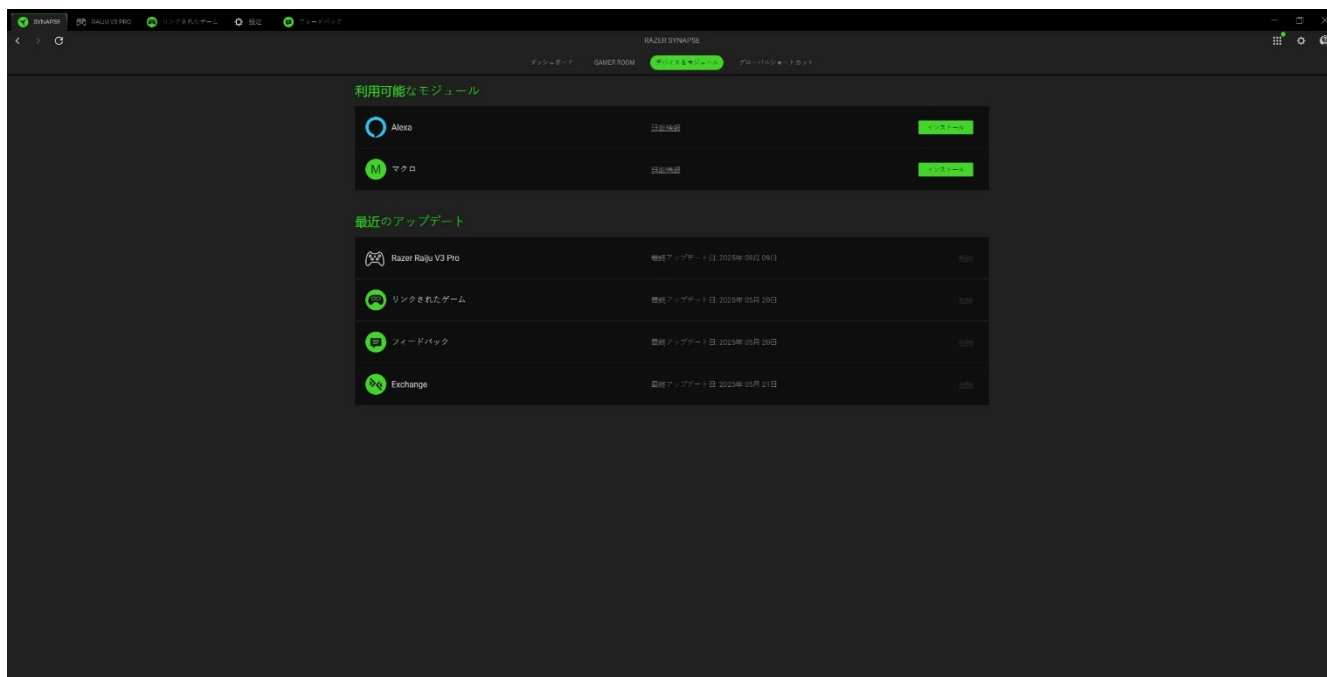 SYNAPSE RAIJU V3 PRO リンクされたゲーム 設定 フィードバック
RAZER SYNAPSE
ダッシュボード GAMER ROOM デバイス&モジュール グローバルショートカット
利用可能なモジュール
Alexa 詳細情報 インストール
M マクロ 詳細情報 インストール
最近のアップデート
Razer Raiju V3 Pro 最終アップデート日: 2025年 09月 09日
リンクされたゲーム 最終アップデート日: 2025年 05月 20日
フィードバック 最終アップデート日: 2025年 05月 20日
Exchange 最終アップデート日: 2025年 05月 21日